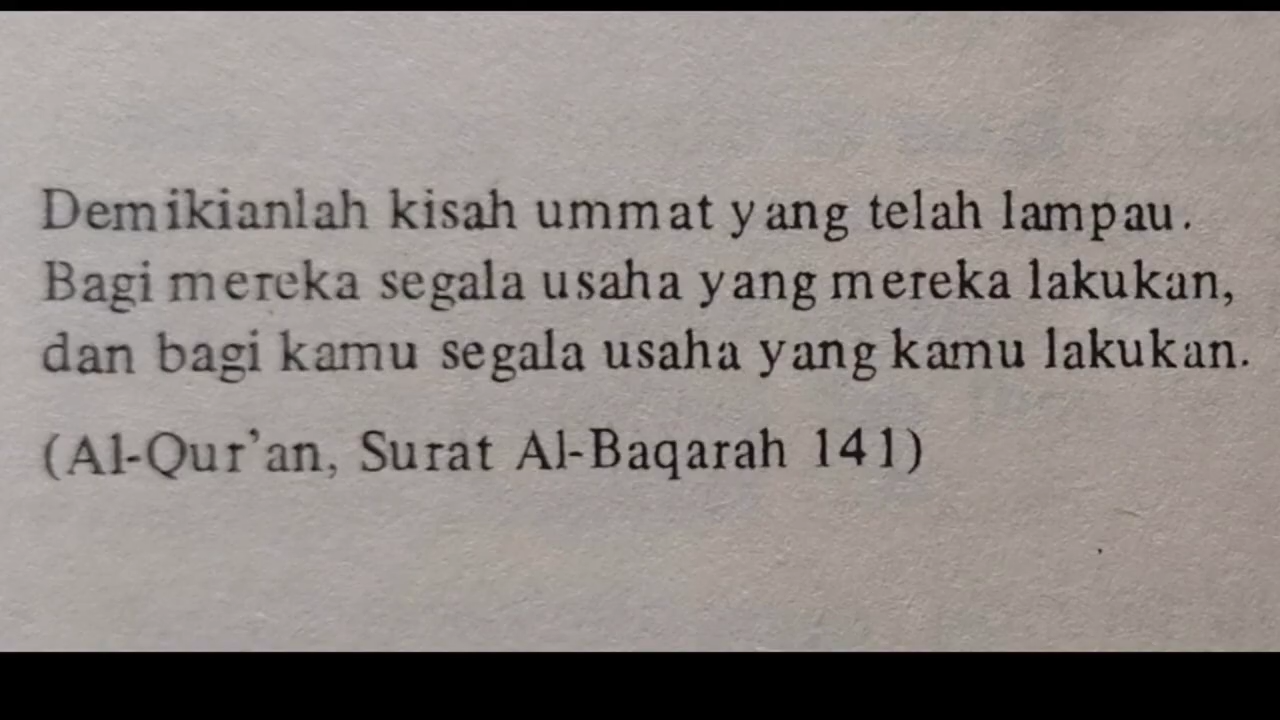 Demikianlah kisah ummat yang telah lampau.
Bagi mereka segala usaha yang mereka lakukan,
dan bagi kamu segala usaha yang kamu lakukan.
(Al-Qur'an, Surat Al-Baqarah 141)